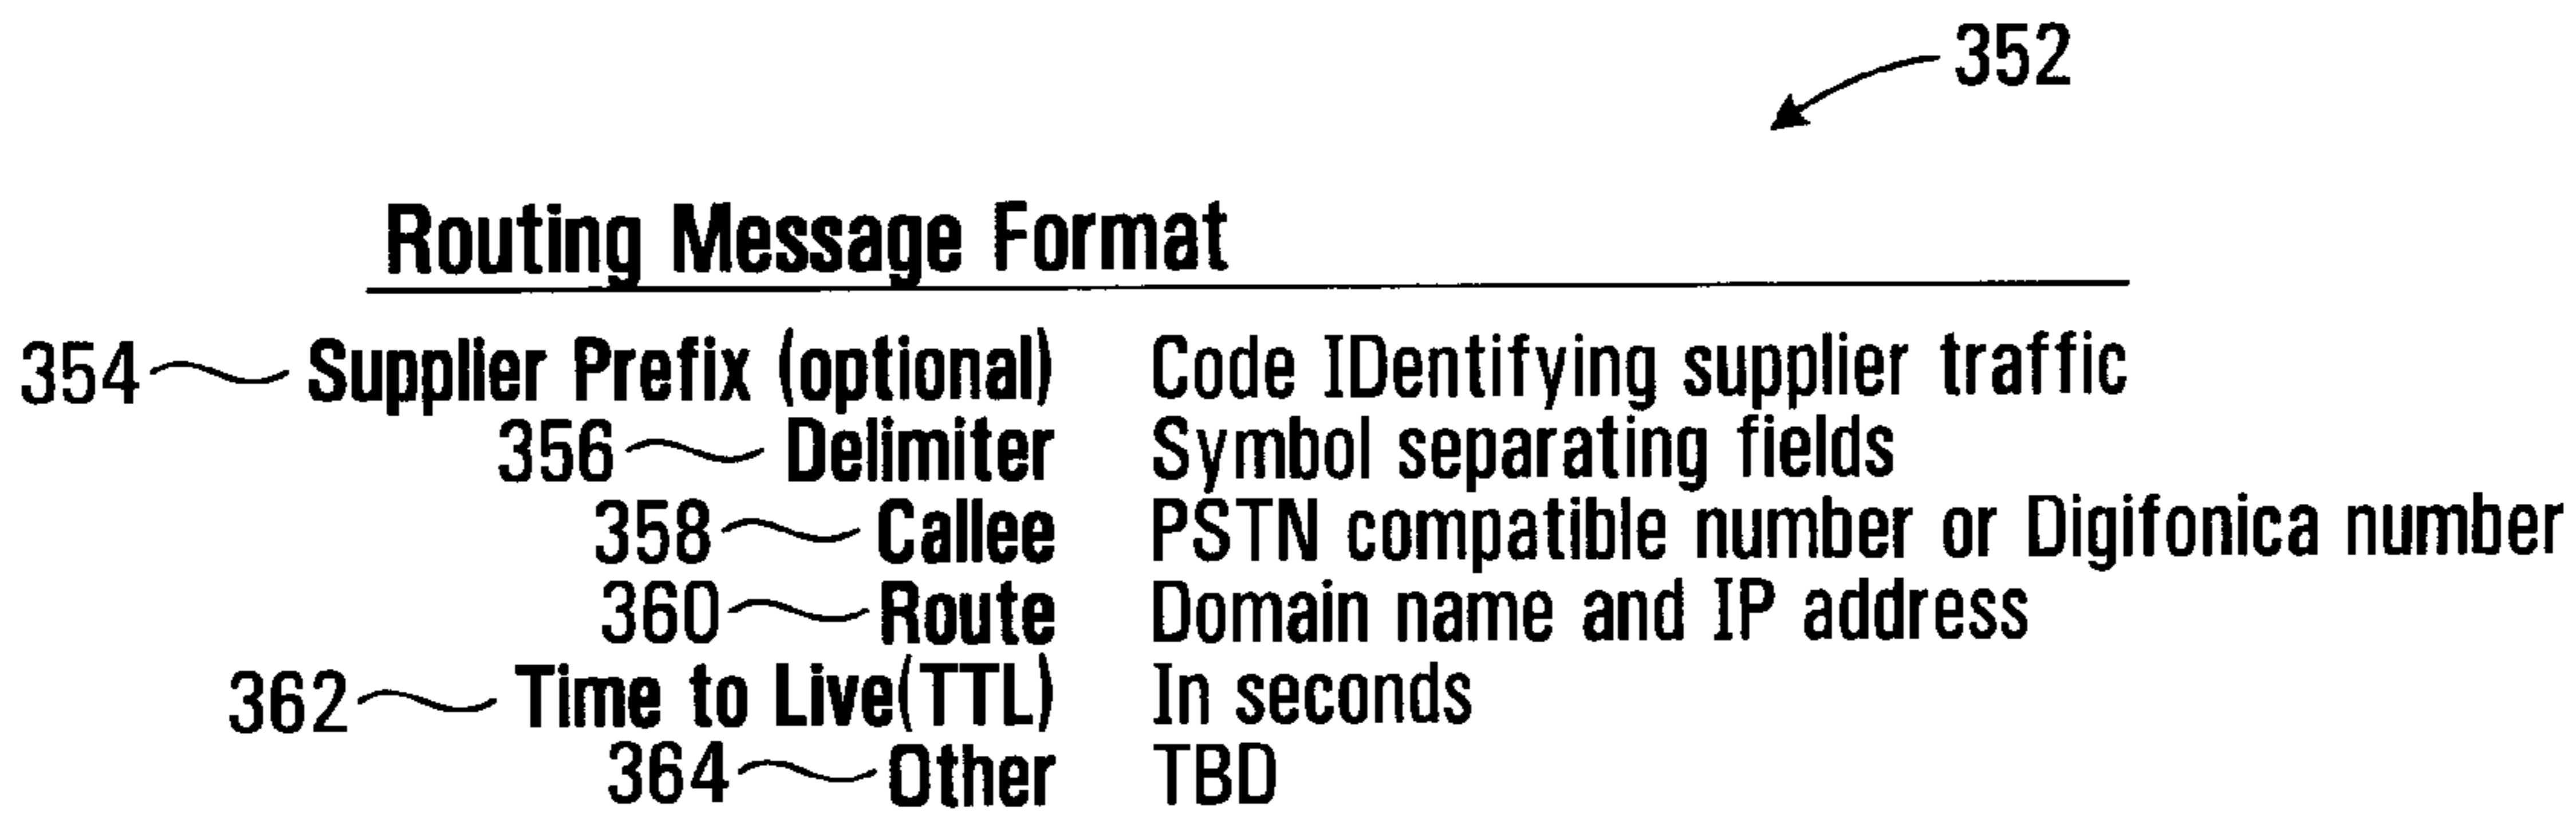 352
Routing Message Format
354 Supplier Prefix (optional) Code IDentifying supplier traffic
356 Delimiter Symbol separating fields
358 Callee PSTN compatible number or Digifonica number
360 Route Domain name and IP address
362 Time to Live(TTL) In seconds
364 Other TBD